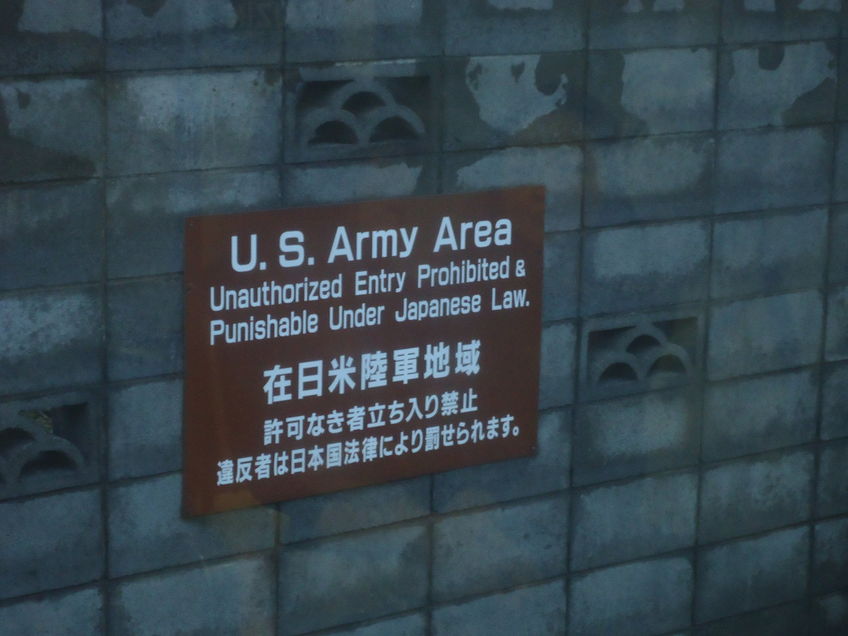 U.S. Army Area
Unauthorized Entry Prohibited &
Punishable Under Japanese Law.
在日米陸軍地域
許可なき者立ち入り禁止
違反者は日本国法律により罰せられます。